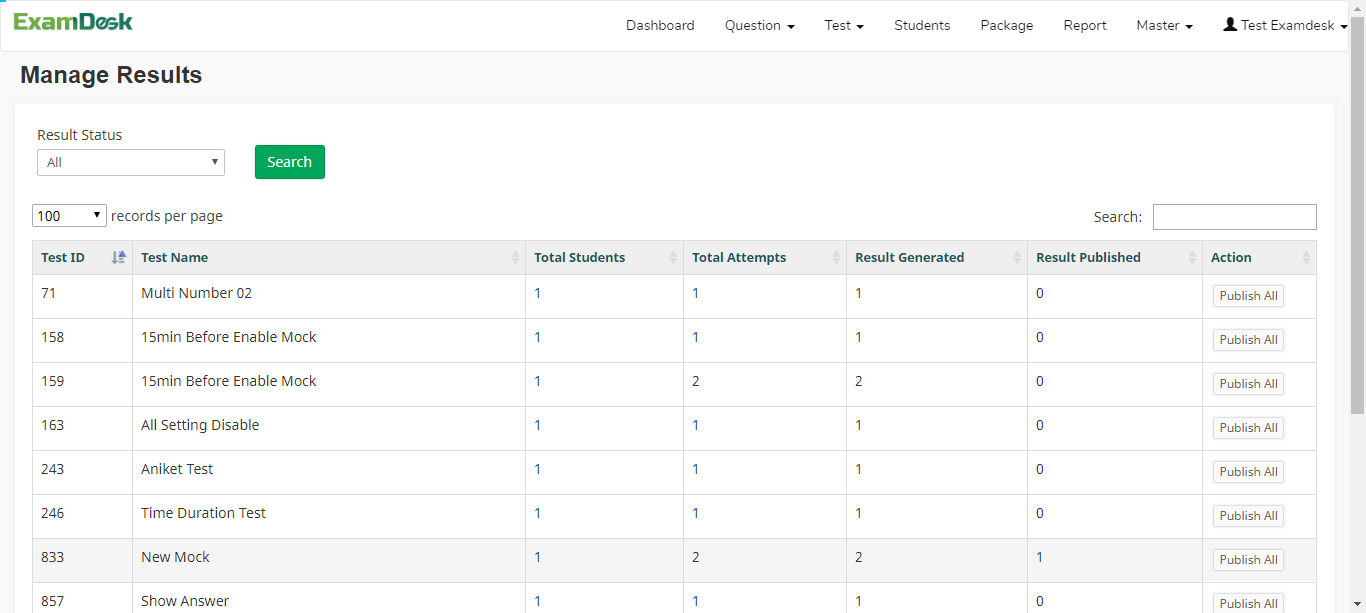 ExamDesk Dashboard Question Test Students Package Report Master Test Examdesk
Manage Results
Result Status
All Search
100 records per page Search:
Test ID Test Name Total Students Total Attempts Result Generated Result Published Action
71 Multi Number 02 1 1 1 0 Publish All
158 15min Before Enable Mock 1 1 1 0 Publish All
159 15min Before Enable Mock 1 2 2 0 Publish All
163 All Setting Disable 1 1 1 0 Publish All
243 Aniket Test 1 1 1 0 Publish All
246 Time Duration Test 1 1 1 0 Publish All
833 New Mock 1 2 2 1 Publish All
857 Show Answer 1 1 1 0 Publish All